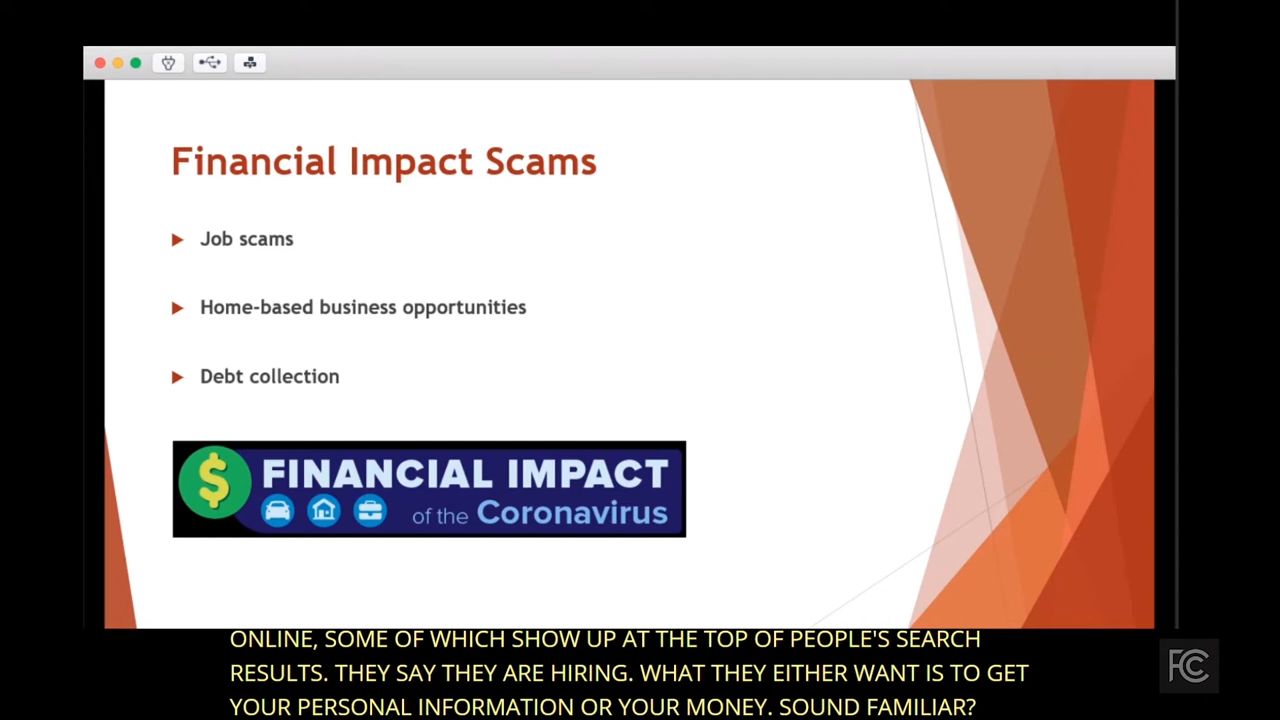 Financial Impact Scams
Job scams
Home-based business opportunities
Debt collection
$ FINANCIAL IMPACT
of the Coronavirus
ONLINE, SOME OF WHICH SHOW UP AT THE TOP OF PEOPLE'S SEARCH
RESULTS. THEY SAY THEY ARE HIRING. WHAT THEY EITHER WANT IS TO GET
YOUR PERSONAL INFORMATION OR YOUR MONEY. SOUND FAMILIAR?
FCC